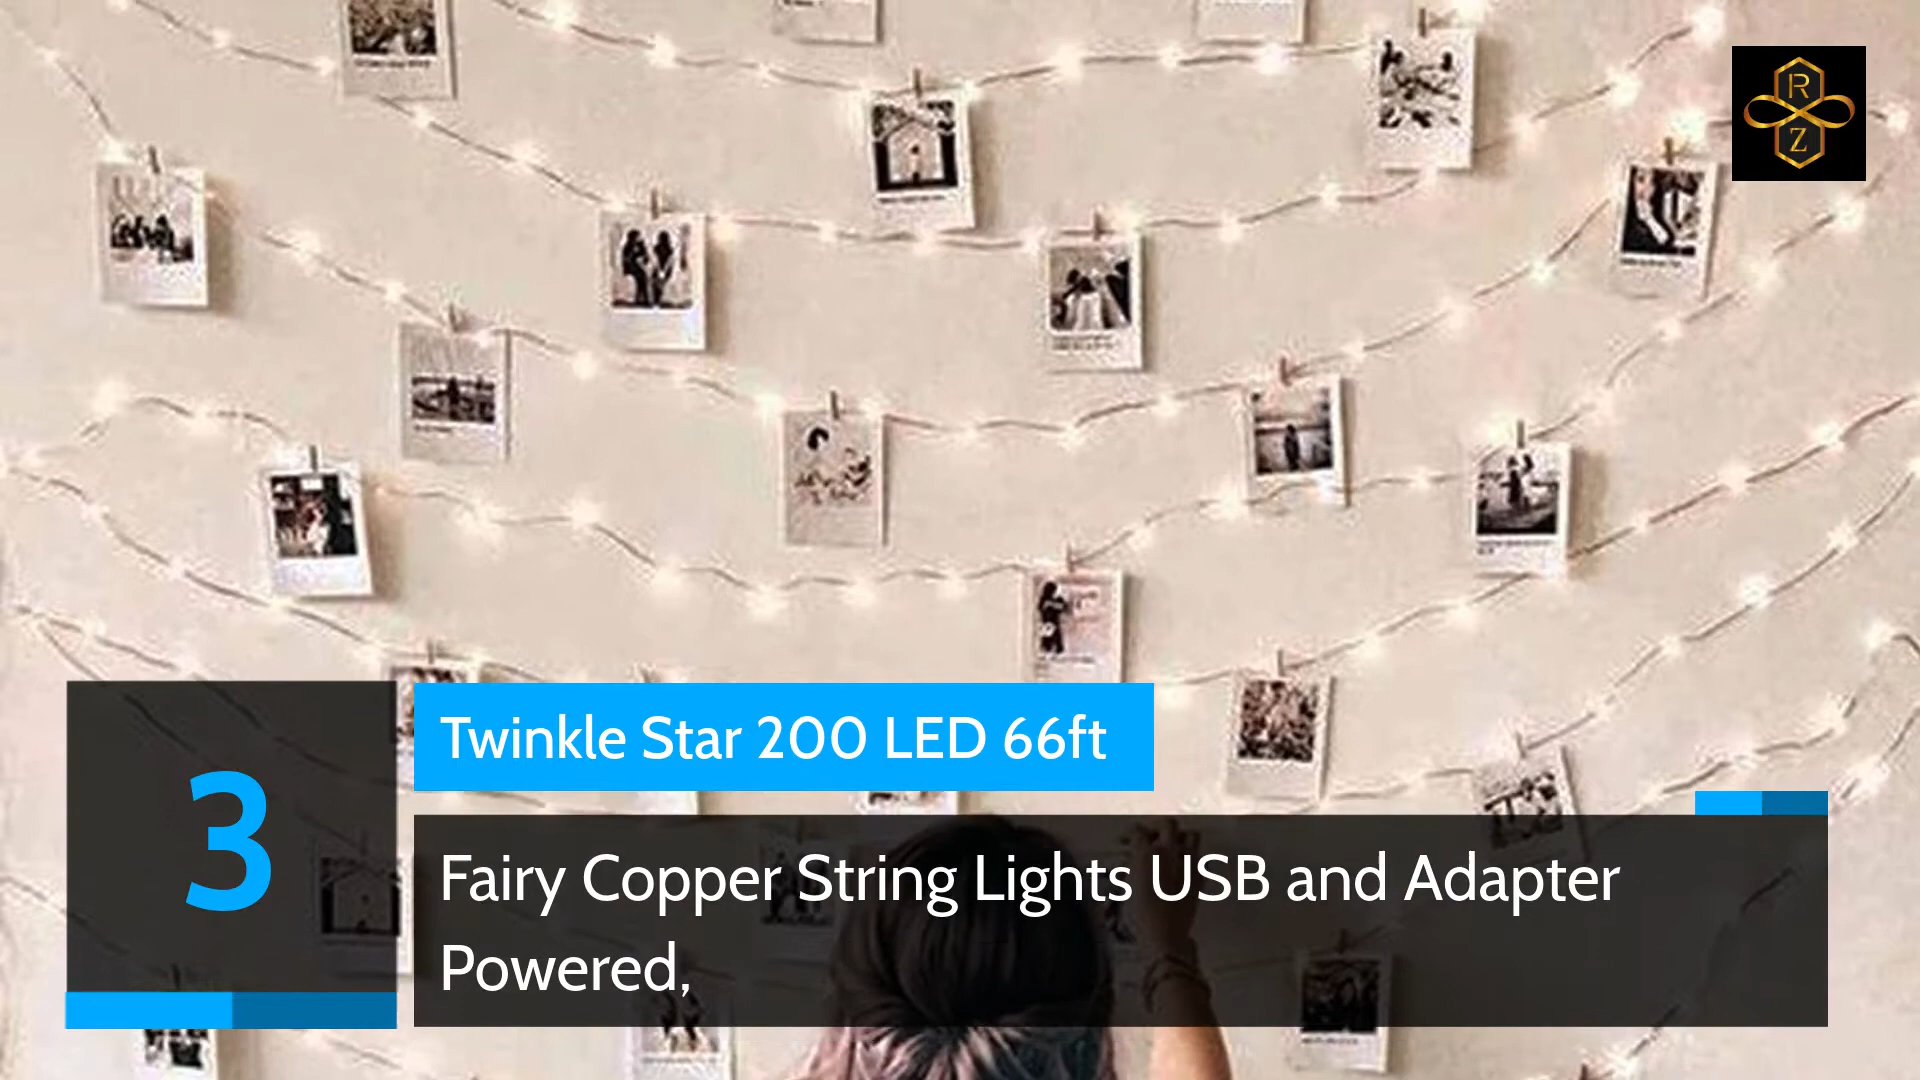 R
Z
Twinkle Star 200 LED 66ft
3
Fairy Copper String Lights USB and Adapter
Powered,